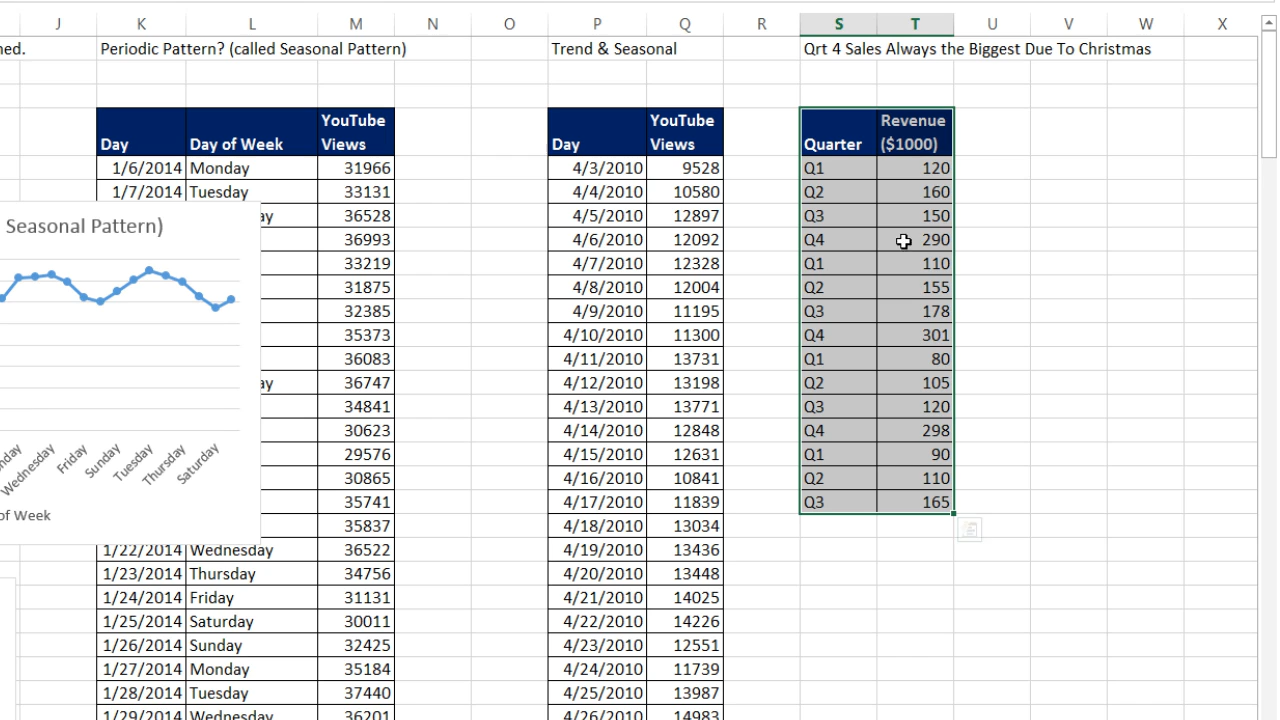 J K L M N O P Q R S T U V W X
ned. Periodic Pattern? (called Seasonal Pattern) Trend & Seasonal Qrt 4 Sales Always the Biggest Due To Christmas
YouTube YouTube Revenue
Day Day of Week Views Day Views Quarter ($1000)
1/6/2014 Monday 31966 4/3/2010 9528 Q1 120
1/7/2014 Tuesday 33131 4/4/2010 10580 Q2 160
ay 36528 4/5/2010 12897 Q3 150
Seasonal Pattern)
36993 4/6/2010 12092 Q4 290
33219 4/7/2010 12328 Q1 110
31875 4/8/2010 12004 Q2 155
32385 4/9/2010 11195 Q3 178
35373 4/10/2010 11300 Q4 301
36083 4/11/2010 13731 Q1 80
ay 36747 4/12/2010 13198 Q2 105
34841 4/13/2010 13771 Q3 120
30623 4/14/2010 12848 Q4 298
29576 4/15/2010 12631 Q1 90
nday Wednesday Friday Sunday Tuesday Thursday Saturday
30865 4/16/2010 10841 Q2 110
35741 4/17/2010 11839 Q3 165
of Week
35837 4/18/2010 13034
1/22/2014 Wednesday 36522 4/19/2010 13436
1/23/2014 Thursday 34756 4/20/2010 13448
1/24/2014 Friday 31131 4/21/2010 14025
1/25/2014 Saturday 30011 4/22/2010 14226
1/26/2014 Sunday 32425 4/23/2010 12551
1/27/2014 Monday 35184 4/24/2010 11739
1/28/2014 Tuesday 37440 4/25/2010 13987
1/29/2014 Wednesday 36201 4/26/2010 14983